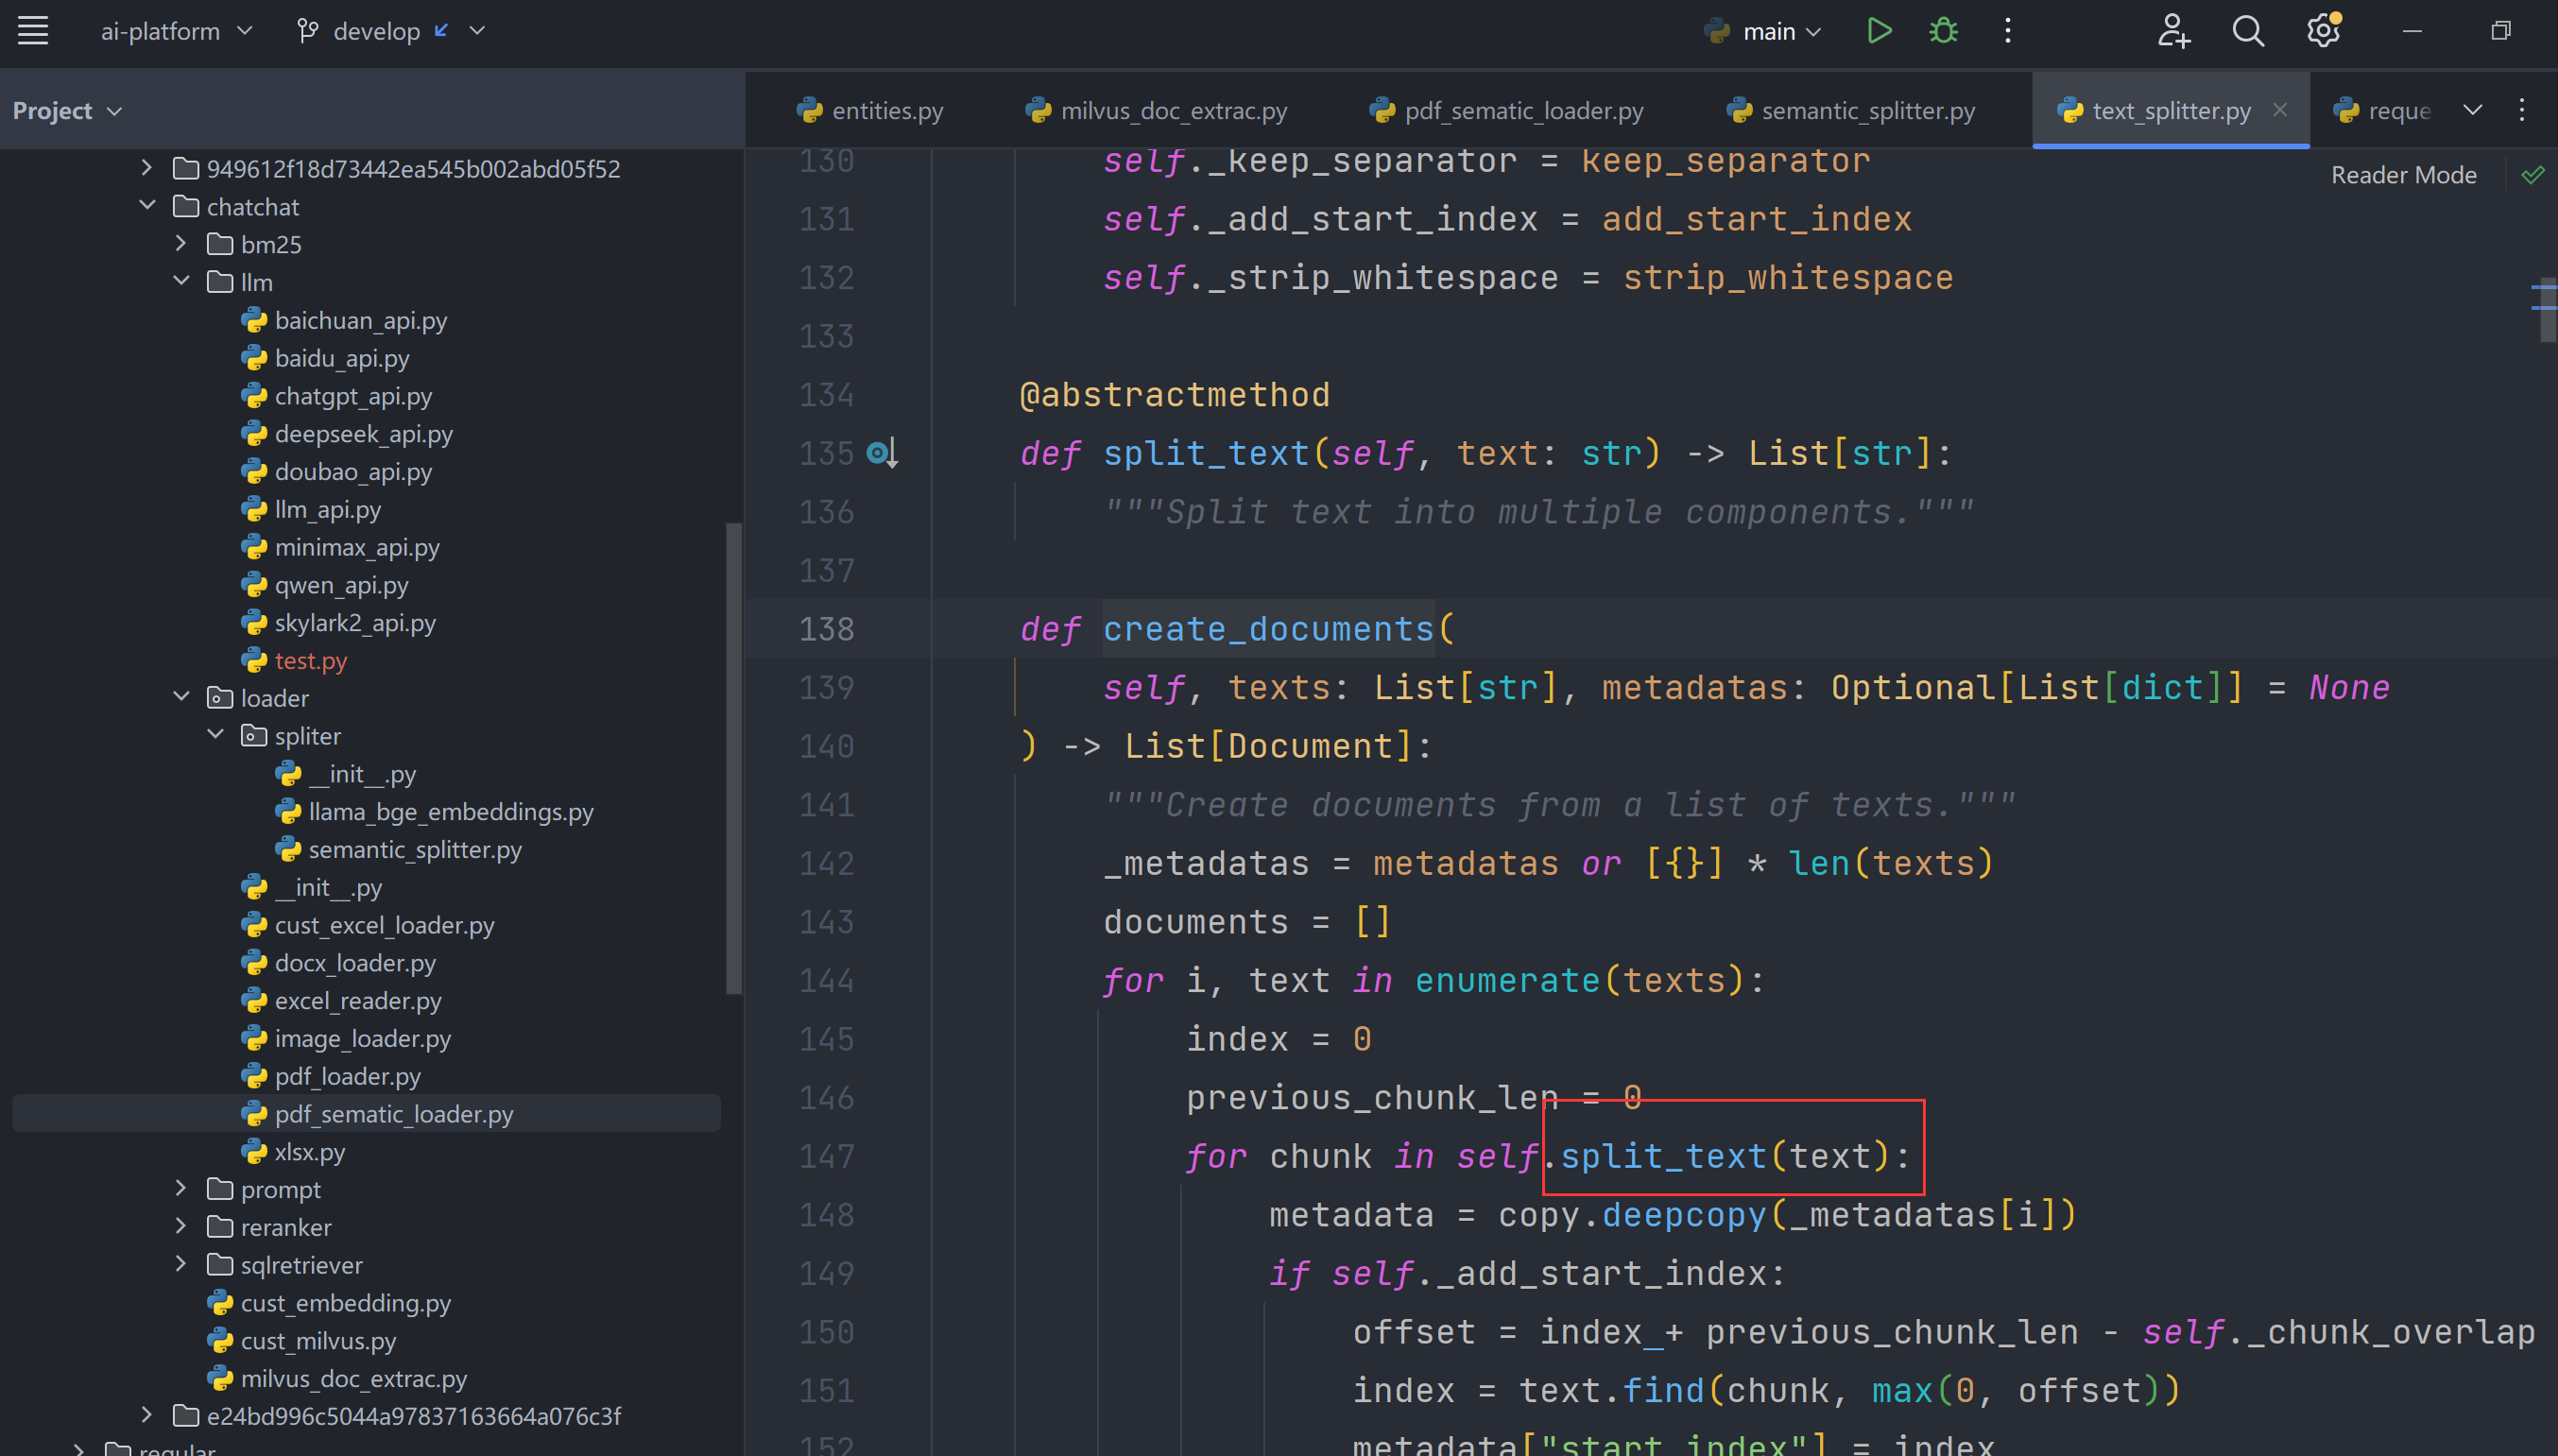 ai-platform
develop
main
Project
entities.py
milvus_doc_extrac.py
pdf_sematic_loader.py
semantic_splitter.py
text_splitter.py
reque
Reader Mode
949612f18d73442ea545b002abd05f52
chatchat
bm25
llm
baichuan_api.py
baidu_api.py
chatgpt_api.py
deepseek_api.py
doubao_api.py
llm_api.py
minimax_api.py
qwen_api.py
skylark2_api.py
test.py
loader
spliter
__init__.py
llama_bge_embeddings.py
semantic_splitter.py
__init__.py
cust_excel_loader.py
docx_loader.py
excel_reader.py
image_loader.py
pdf_loader.py
pdf_sematic_loader.py
xlsx.py
prompt
reranker
sqlretriever
cust_embedding.py
cust_milvus.py
milvus_doc_extrac.py
e24bd996c5044a97837163664a076c3f
regular
130 self._keep_separator = keep_separator
131 self._add_start_index = add_start_index
132 self._strip_whitespace = strip_whitespace
133
134 @abstractmethod
135 def split_text(self, text: str) -> List[str]:
136 """Split text into multiple components."""
137
138 def create_documents(
139 self, texts: List[str], metadatas: Optional[List[dict]] = None
140 ) -> List[Document]:
141 """Create documents from a list of texts."""
142 _metadatas = metadatas or [{}] * len(texts)
143 documents = []
144 for i, text in enumerate(texts):
145 index = 0
146 previous_chunk_len = 0
147 for chunk in self.split_text(text):
148 metadata = copy.deepcopy(_metadatas[i])
149 if self._add_start_index:
150 offset = index + previous_chunk_len - self._chunk_overlap
151 index = text.find(chunk, max(0, offset))
152 metadata["start_index"] = index